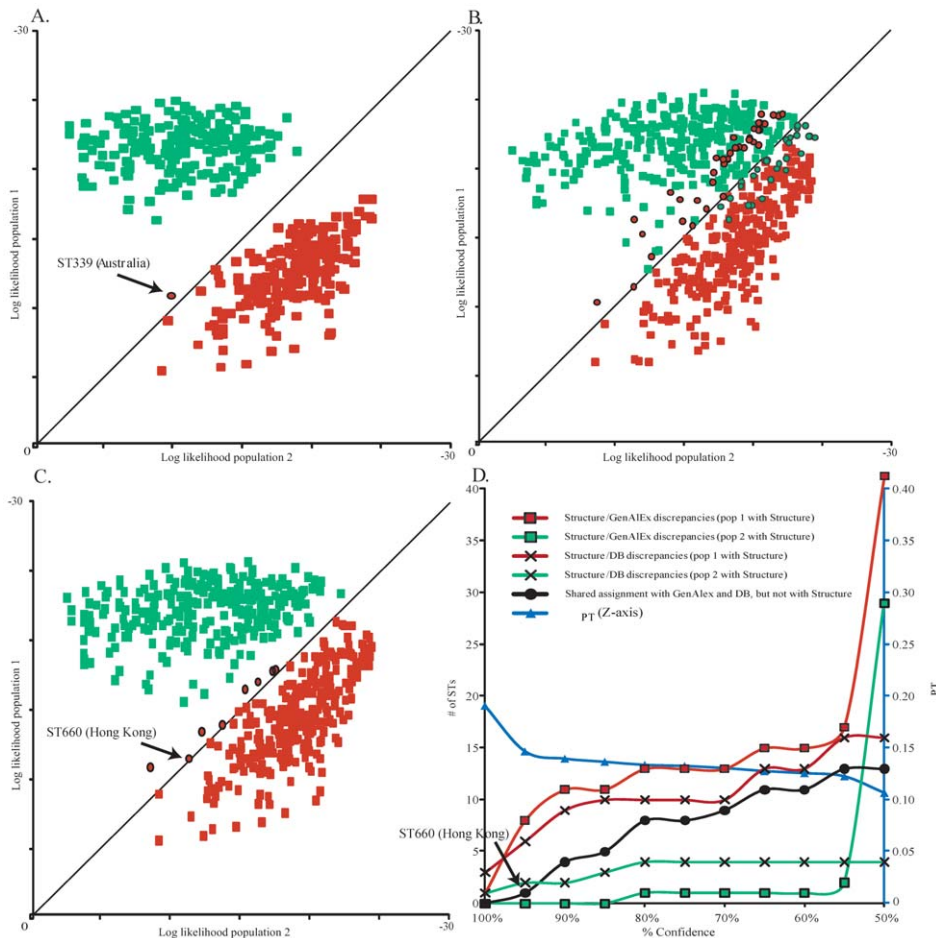 A.
-30
Log likelihood population 1
ST339 (Australia)
0
Log likelihood population 2
-30
B.
-30
Log likelihood population 1
0
Log likelihood population 2
-30
C.
-30
Log likelihood population 1
ST660 (Hong Kong)
0
Log likelihood population 2
-30
D.
40
35
30
25
20
15
10
5
0
# of STs
Structure/GenAlEx discrepancies (pop 1 with Structure)
Structure/GenAlEx discrepancies (pop 2 with Structure)
Structure/DB discrepancies (pop 1 with Structure)
Structure/DB discrepancies (pop 2 with Structure)
Shared assignment with GenAlex and DB, but not with Structure
PT (Z-axis)
ST660 (Hong Kong)
0.40
0.35
0.30
0.25
0.20
0.15
0.10
0.05
0
PT
100%
90%
80%
70%
60%
50%
% Confidence